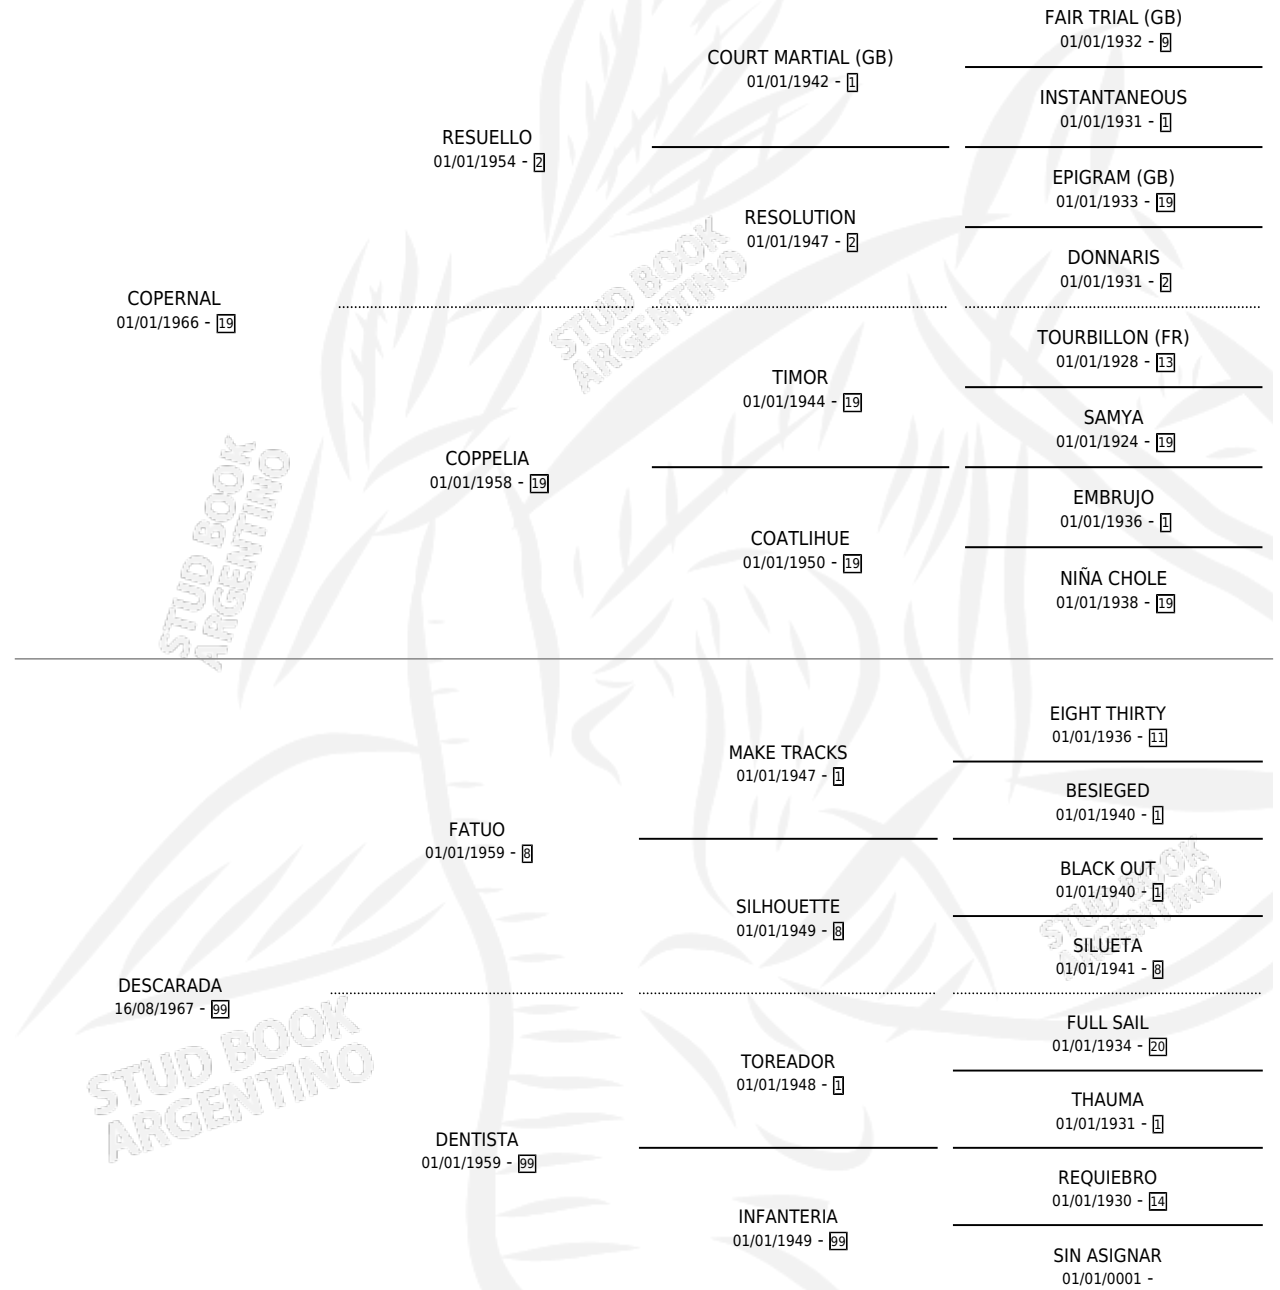 FAIR TRIAL (GB)
01/01/1932 - 9
COURT MARTIAL (GB)
01/01/1942 - 1
INSTANTANEOUS
01/01/1931 - 1
RESUELLO
01/01/1954 - 2
EPIGRAM (GB)
01/01/1933 - 19
RESOLUTION
01/01/1947 - 2
DONNARIS
01/01/1931 - 2
COPERNAL
01/01/1966 - 19
TOURBILLON (FR)
01/01/1928 - 13
TIMOR
01/01/1944 - 19
SAMYA
01/01/1924 - 19
COPPELIA
01/01/1958 - 19
EMBRUJO
01/01/1936 - 1
COATLIHUE
01/01/1950 - 19
NIÑA CHOLE
01/01/1938 - 19
EIGHT THIRTY
01/01/1936 - 11
MAKE TRACKS
01/01/1947 - 1
BESIEGED
01/01/1940 - 1
FATUO
01/01/1959 - 8
BLACK OUT
01/01/1940 - 1
SILHOUETTE
01/01/1949 - 8
SILUETA
01/01/1941 - 8
DESCARADA
16/08/1967 - 99
FULL SAIL
01/01/1934 - 20
TOREADOR
01/01/1948 - 1
THAUMA
01/01/1931 - 1
DENTISTA
01/01/1959 - 99
REQUIEBRO
01/01/1930 - 14
INFANTERIA
01/01/1949 - 99
SIN ASIGNAR
01/01/0001 -
STUD BOOK
ARGENTINO
STUD BOOK
ARGENTINO
STUD BOOK
ARGENTINO
STUD BOOK
ARGENTINO